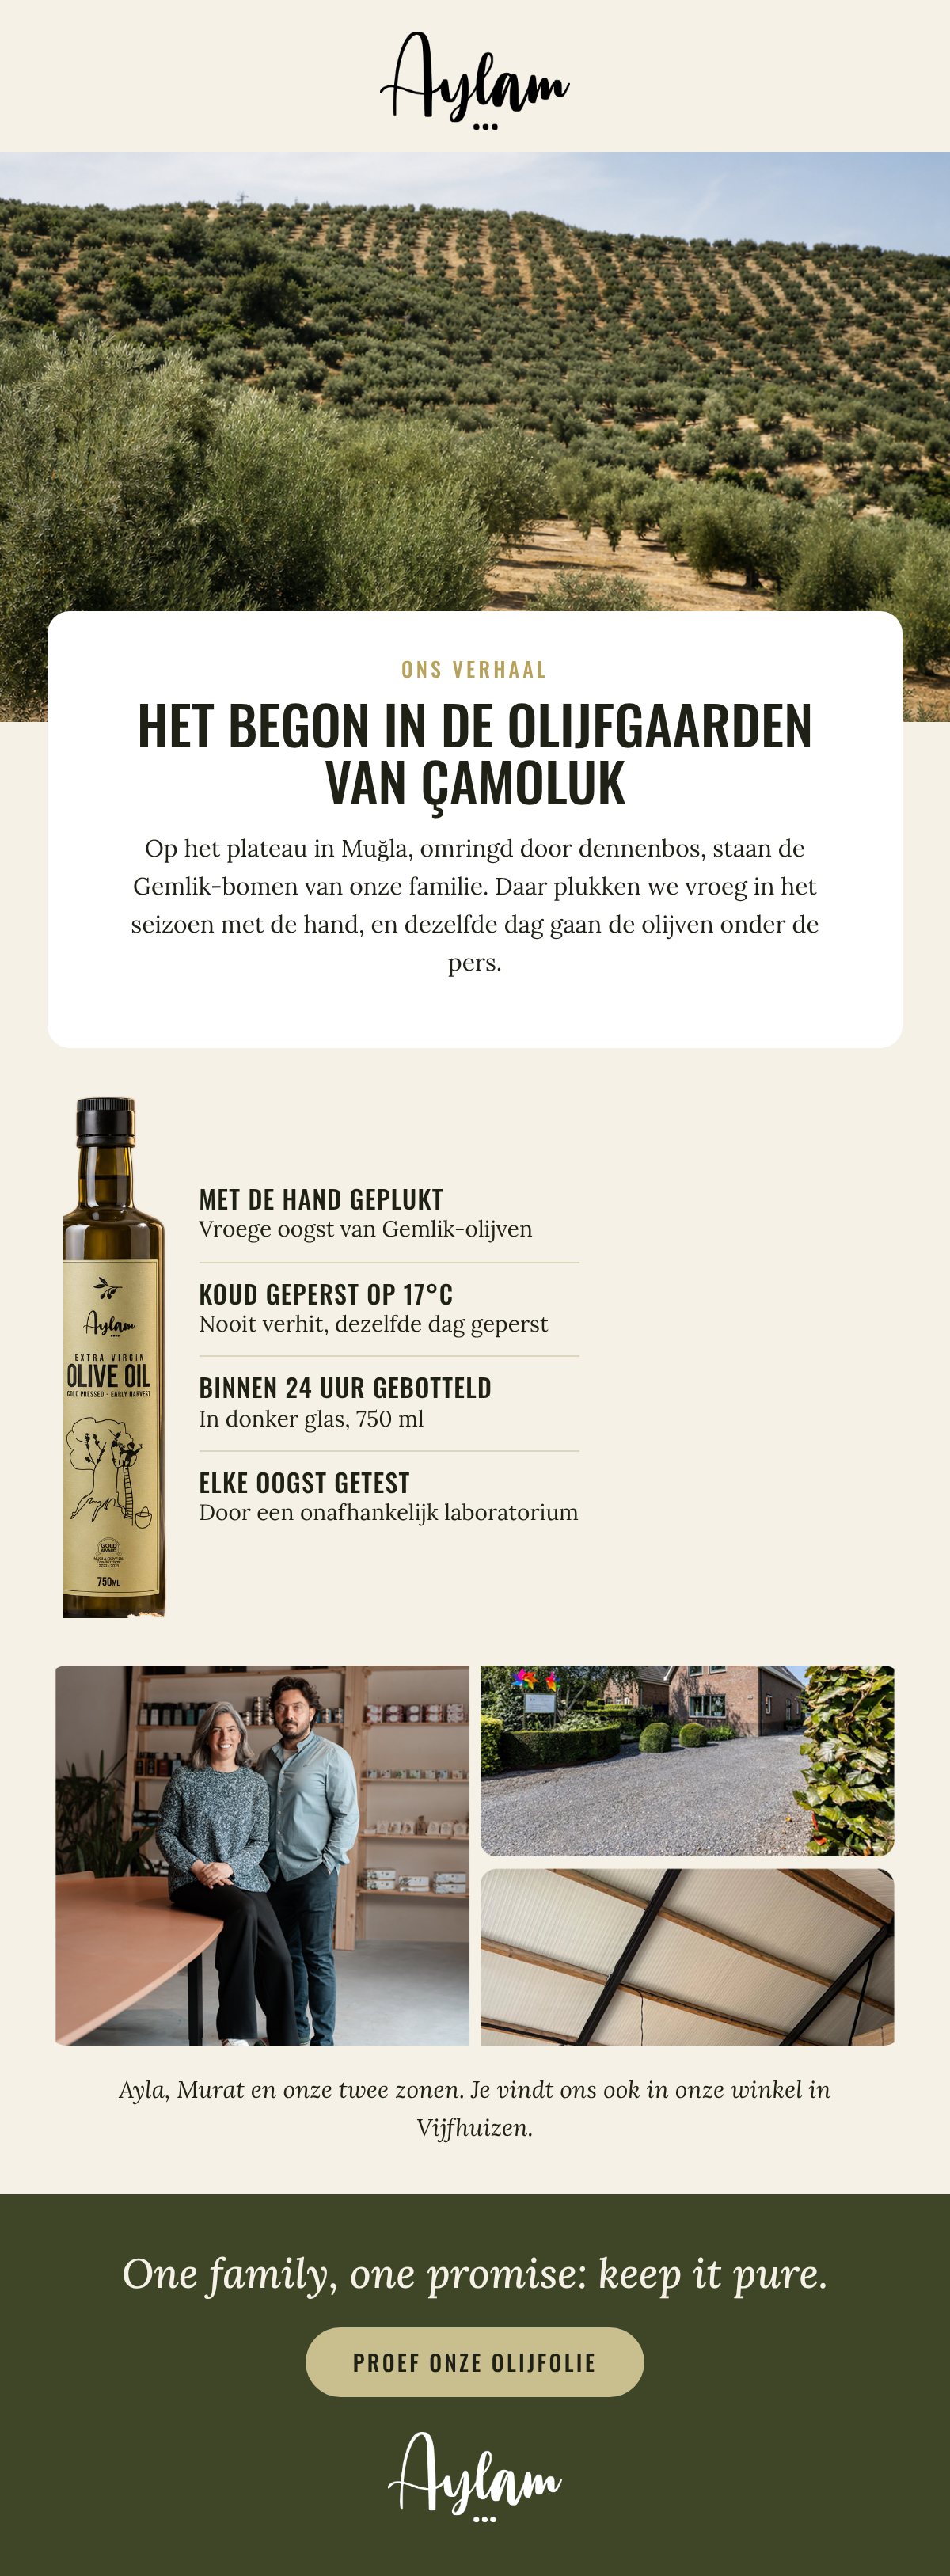 Aylam
ONS VERHAAL
HET BEGON IN DE OLIJFGAARDEN
VAN ÇAMOLUK
Op het plateau in Muğla, omringd door dennenbos, staan de
Gemlik-bomen van onze familie. Daar plukken we vroeg in het
seizoen met de hand, en dezelfde dag gaan de olijven onder de
pers.
Aylam
EXTRA VIRGIN
OLIVE OIL
COLD PRESSED - EARLY HARVEST
GOLD
AWARD
750ML
MET DE HAND GEPLUKT
Vroege oogst van Gemlik-olijven
KOUD GEPERST OP 17°C
Nooit verhit, dezelfde dag geperst
BINNEN 24 UUR GEBOTTELD
In donker glas, 750 ml
ELKE OOGST GETEST
Door een onafhankelijk laboratorium
Ayla, Murat en onze twee zonen. Je vindt ons ook in onze winkel in
Vijfhuizen.
One family, one promise: keep it pure.
PROEF ONZE OLIJFOLIE
Aylam